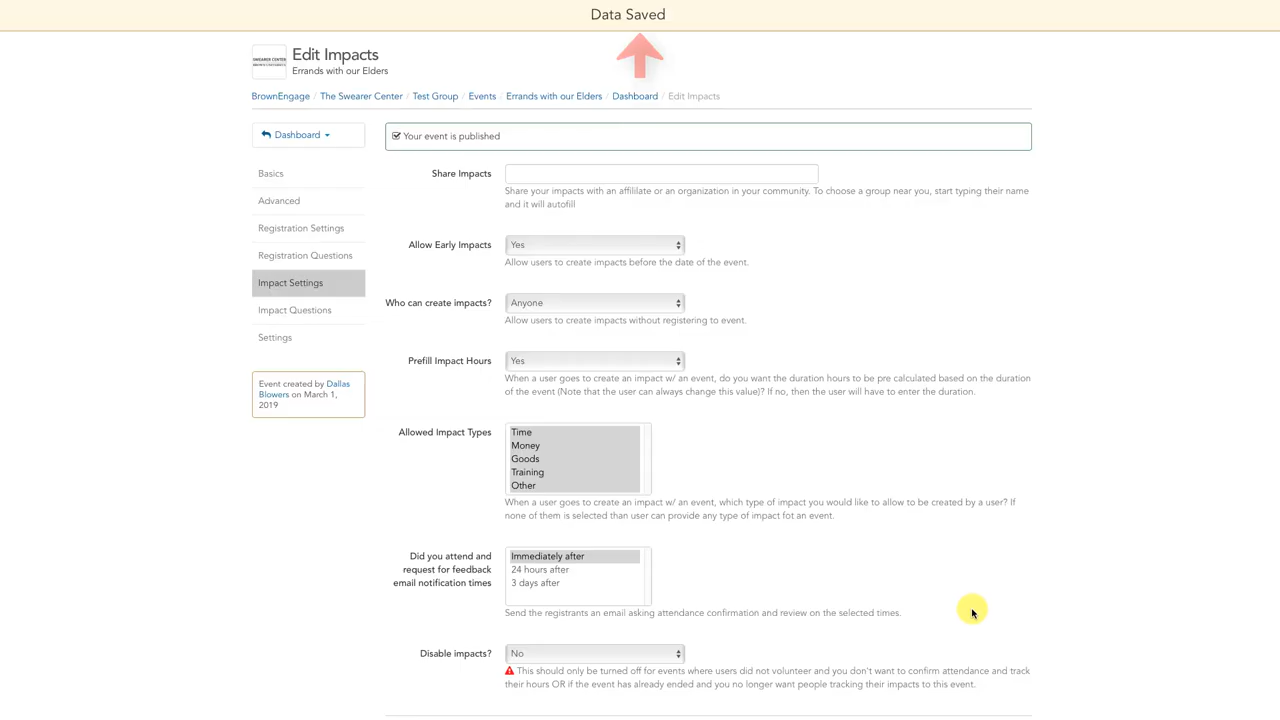 Data Saved
SWEARER CENTER
Edit Impacts
Errands with our Elders
BrownEngage / The Swearer Center / Test Group / Events / Errands with our Elders / Dashboard / Edit Impacts
Dashboard
Basics
Advanced
Registration Settings
Registration Questions
Impact Settings
Impact Questions
Settings
Event created by Dallas
Blowers on March 1,
2019
Your event is published
Share Impacts
Share your impacts with an affilliate or an organization in your community. To choose a group near you, start typing their name
and it will autofill
Allow Early Impacts
Yes
Allow users to create impacts before the date of the event.
Who can create impacts?
Anyone
Allow users to create impacts without registering to event.
Prefill Impact Hours
Yes
When a user goes to create an impact w/ an event, do you want the duration hours to be pre calculated based on the duration
of the event (Note that the user can always change this value)? If no, then the user will have to enter the duration.
Allowed Impact Types
Time
Money
Goods
Training
Other
When a user goes to create an impact w/ an event, which type of impact you would like to allow to be created by a user? If
none of them is selected than user can provide any type of impact fot an event.
Did you attend and
request for feedback
email notification times
Immediately after
24 hours after
3 days after
Send the registrants an email asking attendance confirmation and review on the selected times.
Disable impacts?
No
This should only be turned off for events where users did not volunteer and you don't want to confirm attendance and track
their hours OR if the event has already ended and you no longer want people tracking their impacts to this event.